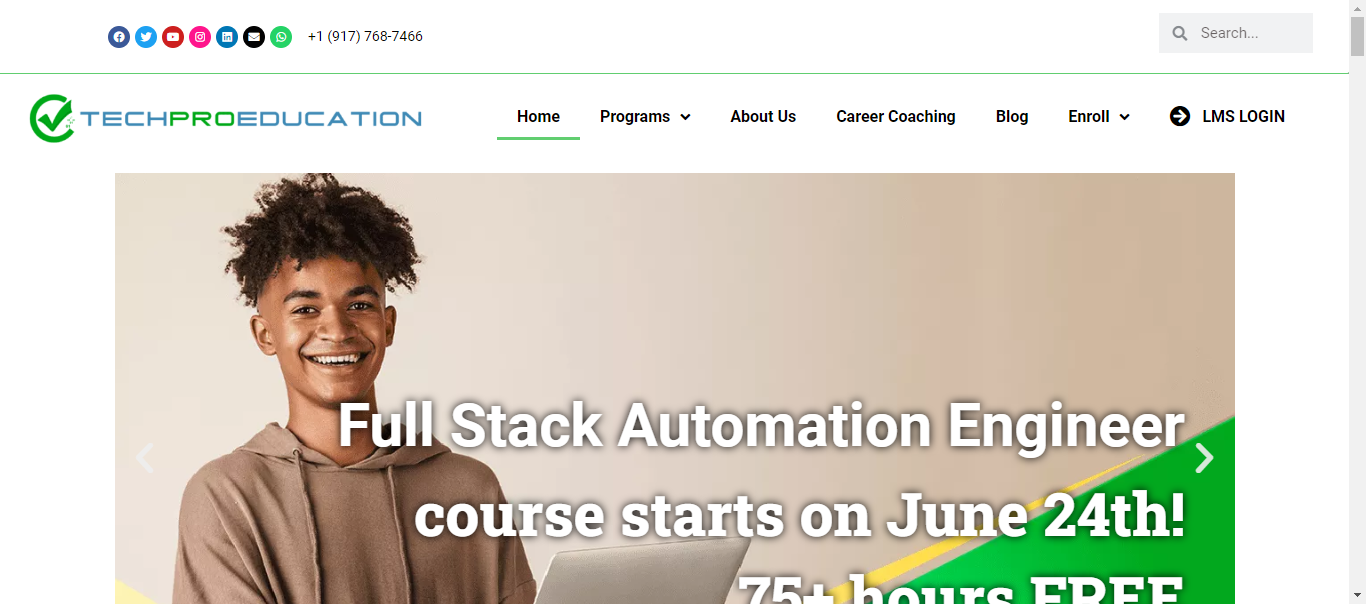 +1 (917) 768-7466
Search...
TECHPROEDUCATION
Home Programs About Us Career Coaching Blog Enroll LMS LOGIN
Full Stack Automation Engineer
course starts on June 24th!
75+ hours FREE